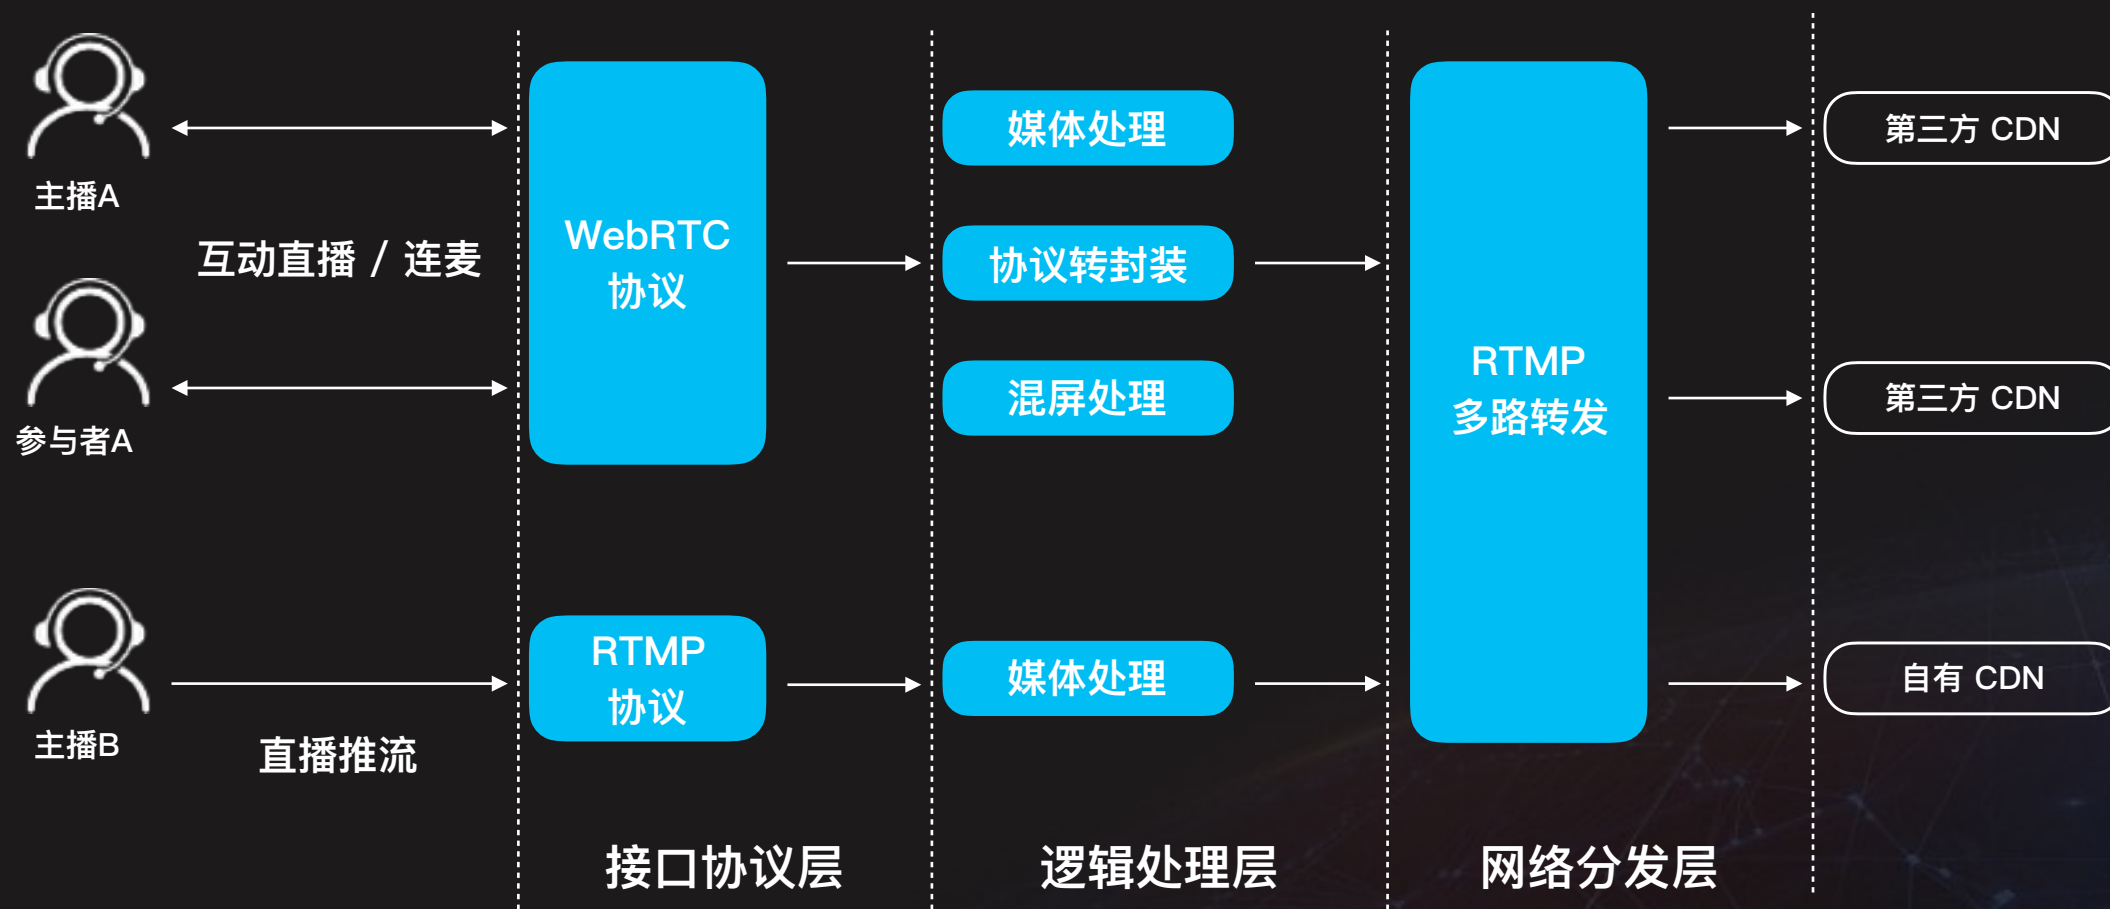 主播A
互动直播 / 连麦
参与者A
主播B
直播推流
WebRTC
协议
RTMP
协议
接口协议层
媒体处理
协议转封装
混屏处理
媒体处理
逻辑处理层
RTMP
多路转发
网络分发层
第三方 CDN
第三方 CDN
自有 CDN